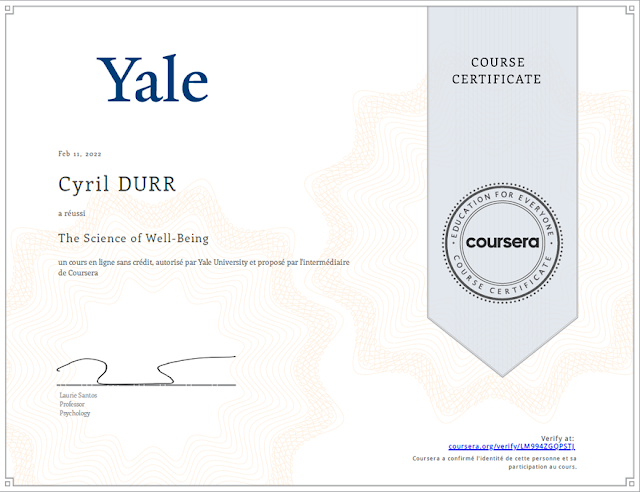 Yale
COURSE
CERTIFICATE
Feb 11, 2022
Cyril DURR
a réussi
The Science of Well-Being
un cours en ligne sans crédit, autorisé par Yale University et proposé par l'intermédiaire
de Coursera
EDUCATION FOR EVERYONE
coursera
COURSE CERTIFICATE
Laurie Santos
Professor
Psychology
Verify at:
coursera.org/verify/LM994ZGQPSTJ
Coursera a confirmé l'identité de cette personne et sa
participation au cours.